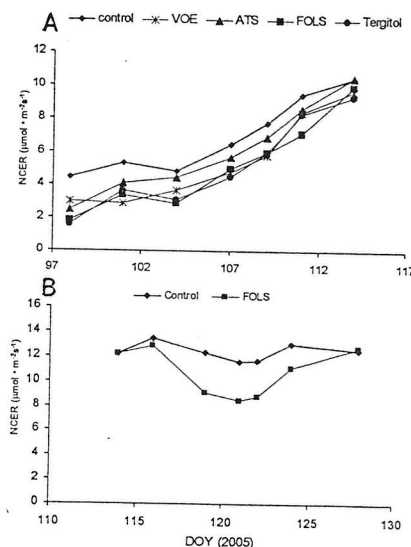 A
control VOE ATS FOLS Tergitol
NCER (µmol · m⁻²s⁻¹)
12
10
8
6
4
2
0
97 102 107 112 117
B
Control FOLS
NCER (µmol · m⁻²s⁻¹)
16
14
12
10
8
6
4
2
0
110 115 120 125 130
DOY (2005)